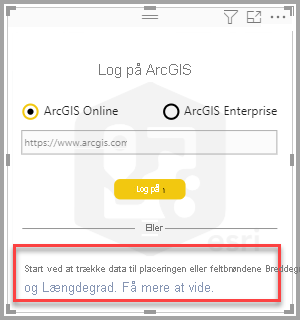 Log på ArcGIS
ArcGIS Online
ArcGIS Enterprise
https://www.arcgis.com
Log på
Eller
esri
Start ved at trække data til placeringen eller feltbrøndene Breddeg
og Længdegrad. Få mere at vide.